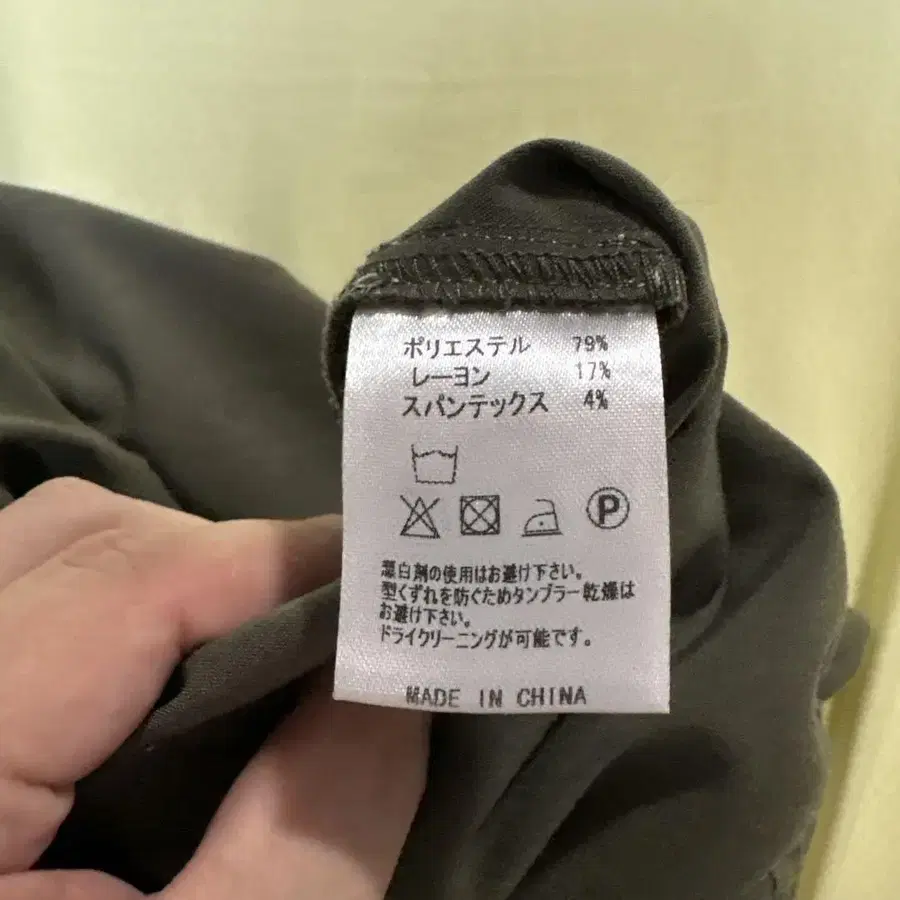 ポリエステル 79%
レーヨン 17%
スパンテックス 4%
P
漂白剤の使用はお避け下さい。
型くずれを防ぐためタンブラー乾燥は
お避け下さい。
ドライクリーニングが可能です。
MADE IN CHINA